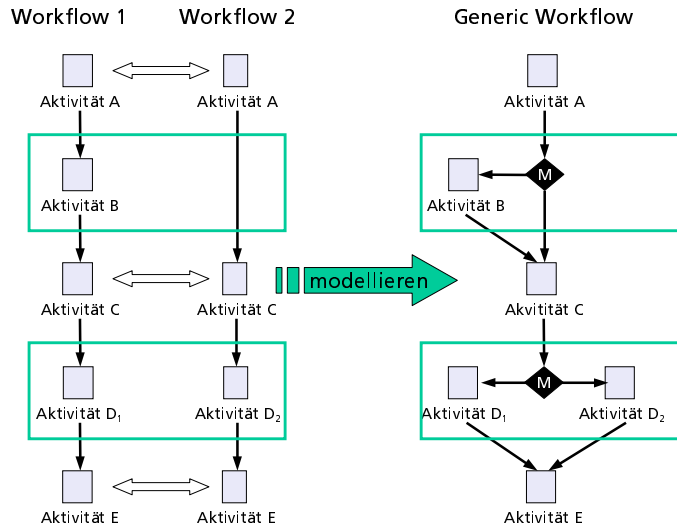 Workflow 1 Workflow 2 Generic Workflow
Aktivität A Aktivität A Aktivität A
M
Aktivität B Aktivität B
modellieren
Aktivität C Aktivität C Akvitität C
M
Aktivität D₁ Aktivität D₂ Aktivität D₁ Aktivität D₂
Aktivität E Aktivität E Aktivität E